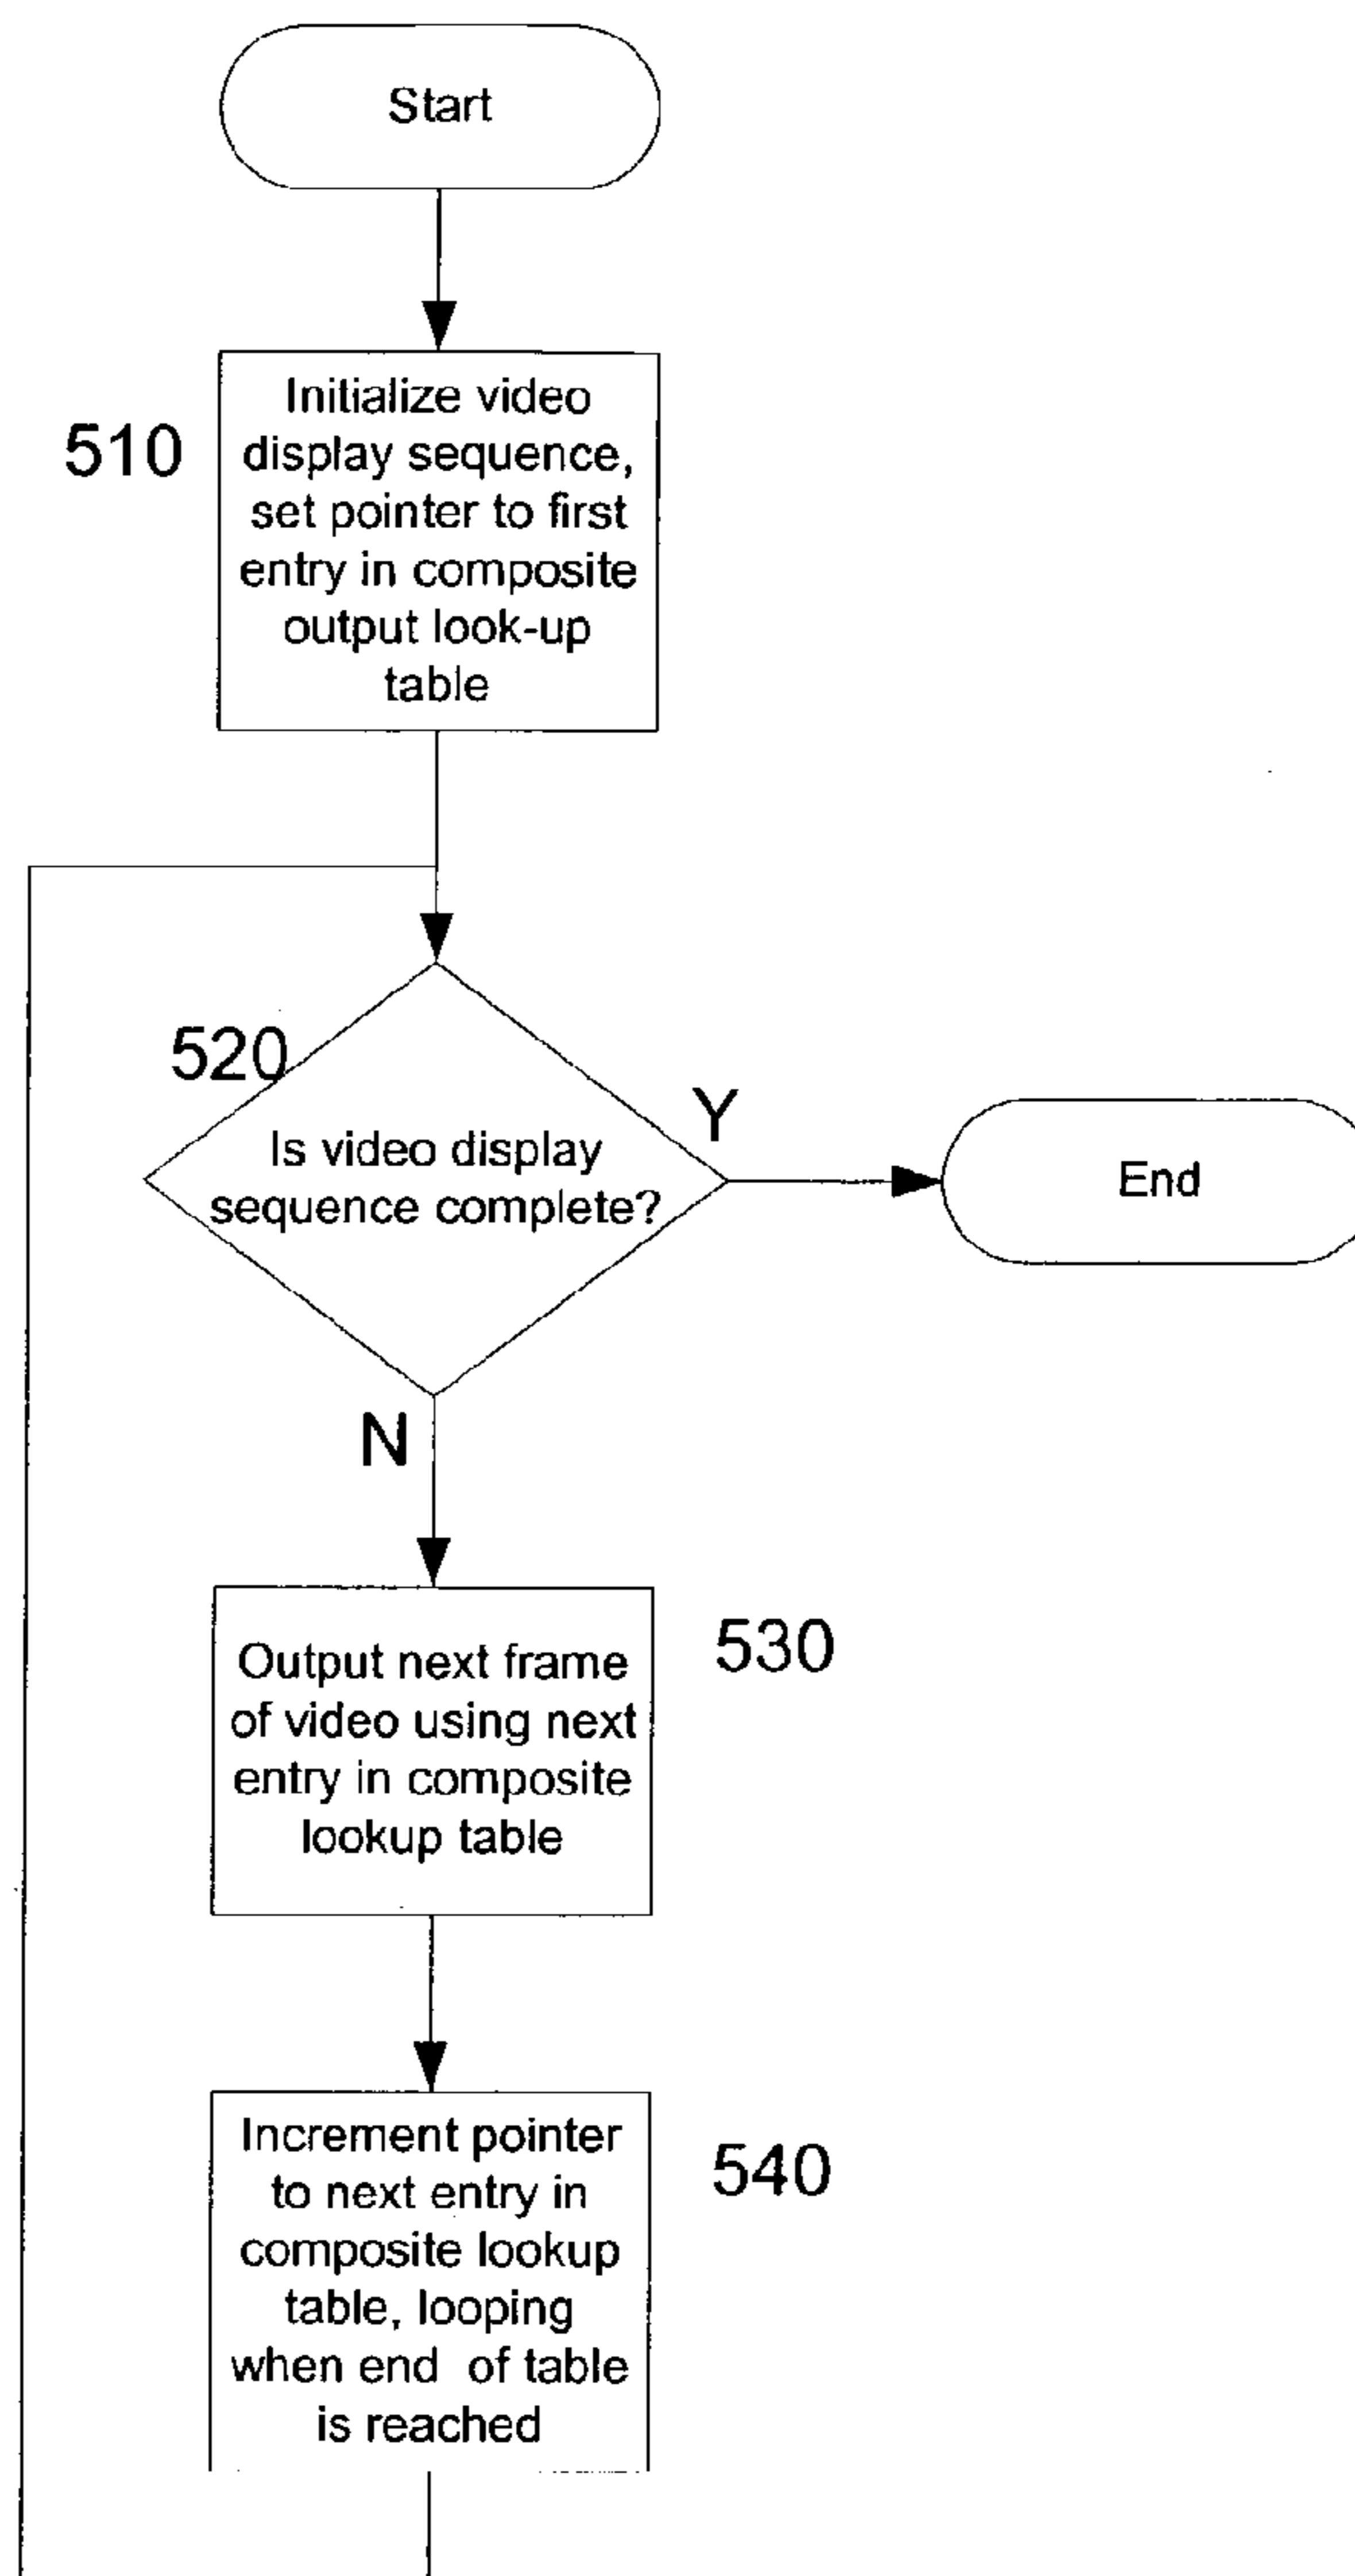 Start
510
Initialize video
display sequence,
set pointer to first
entry in composite
output look-up
table
520
Is video display
sequence complete?
Y
End
N
Output next frame
of video using next
entry in composite
lookup table
530
Increment pointer
to next entry in
composite lookup
table, looping
when end of table
is reached
540